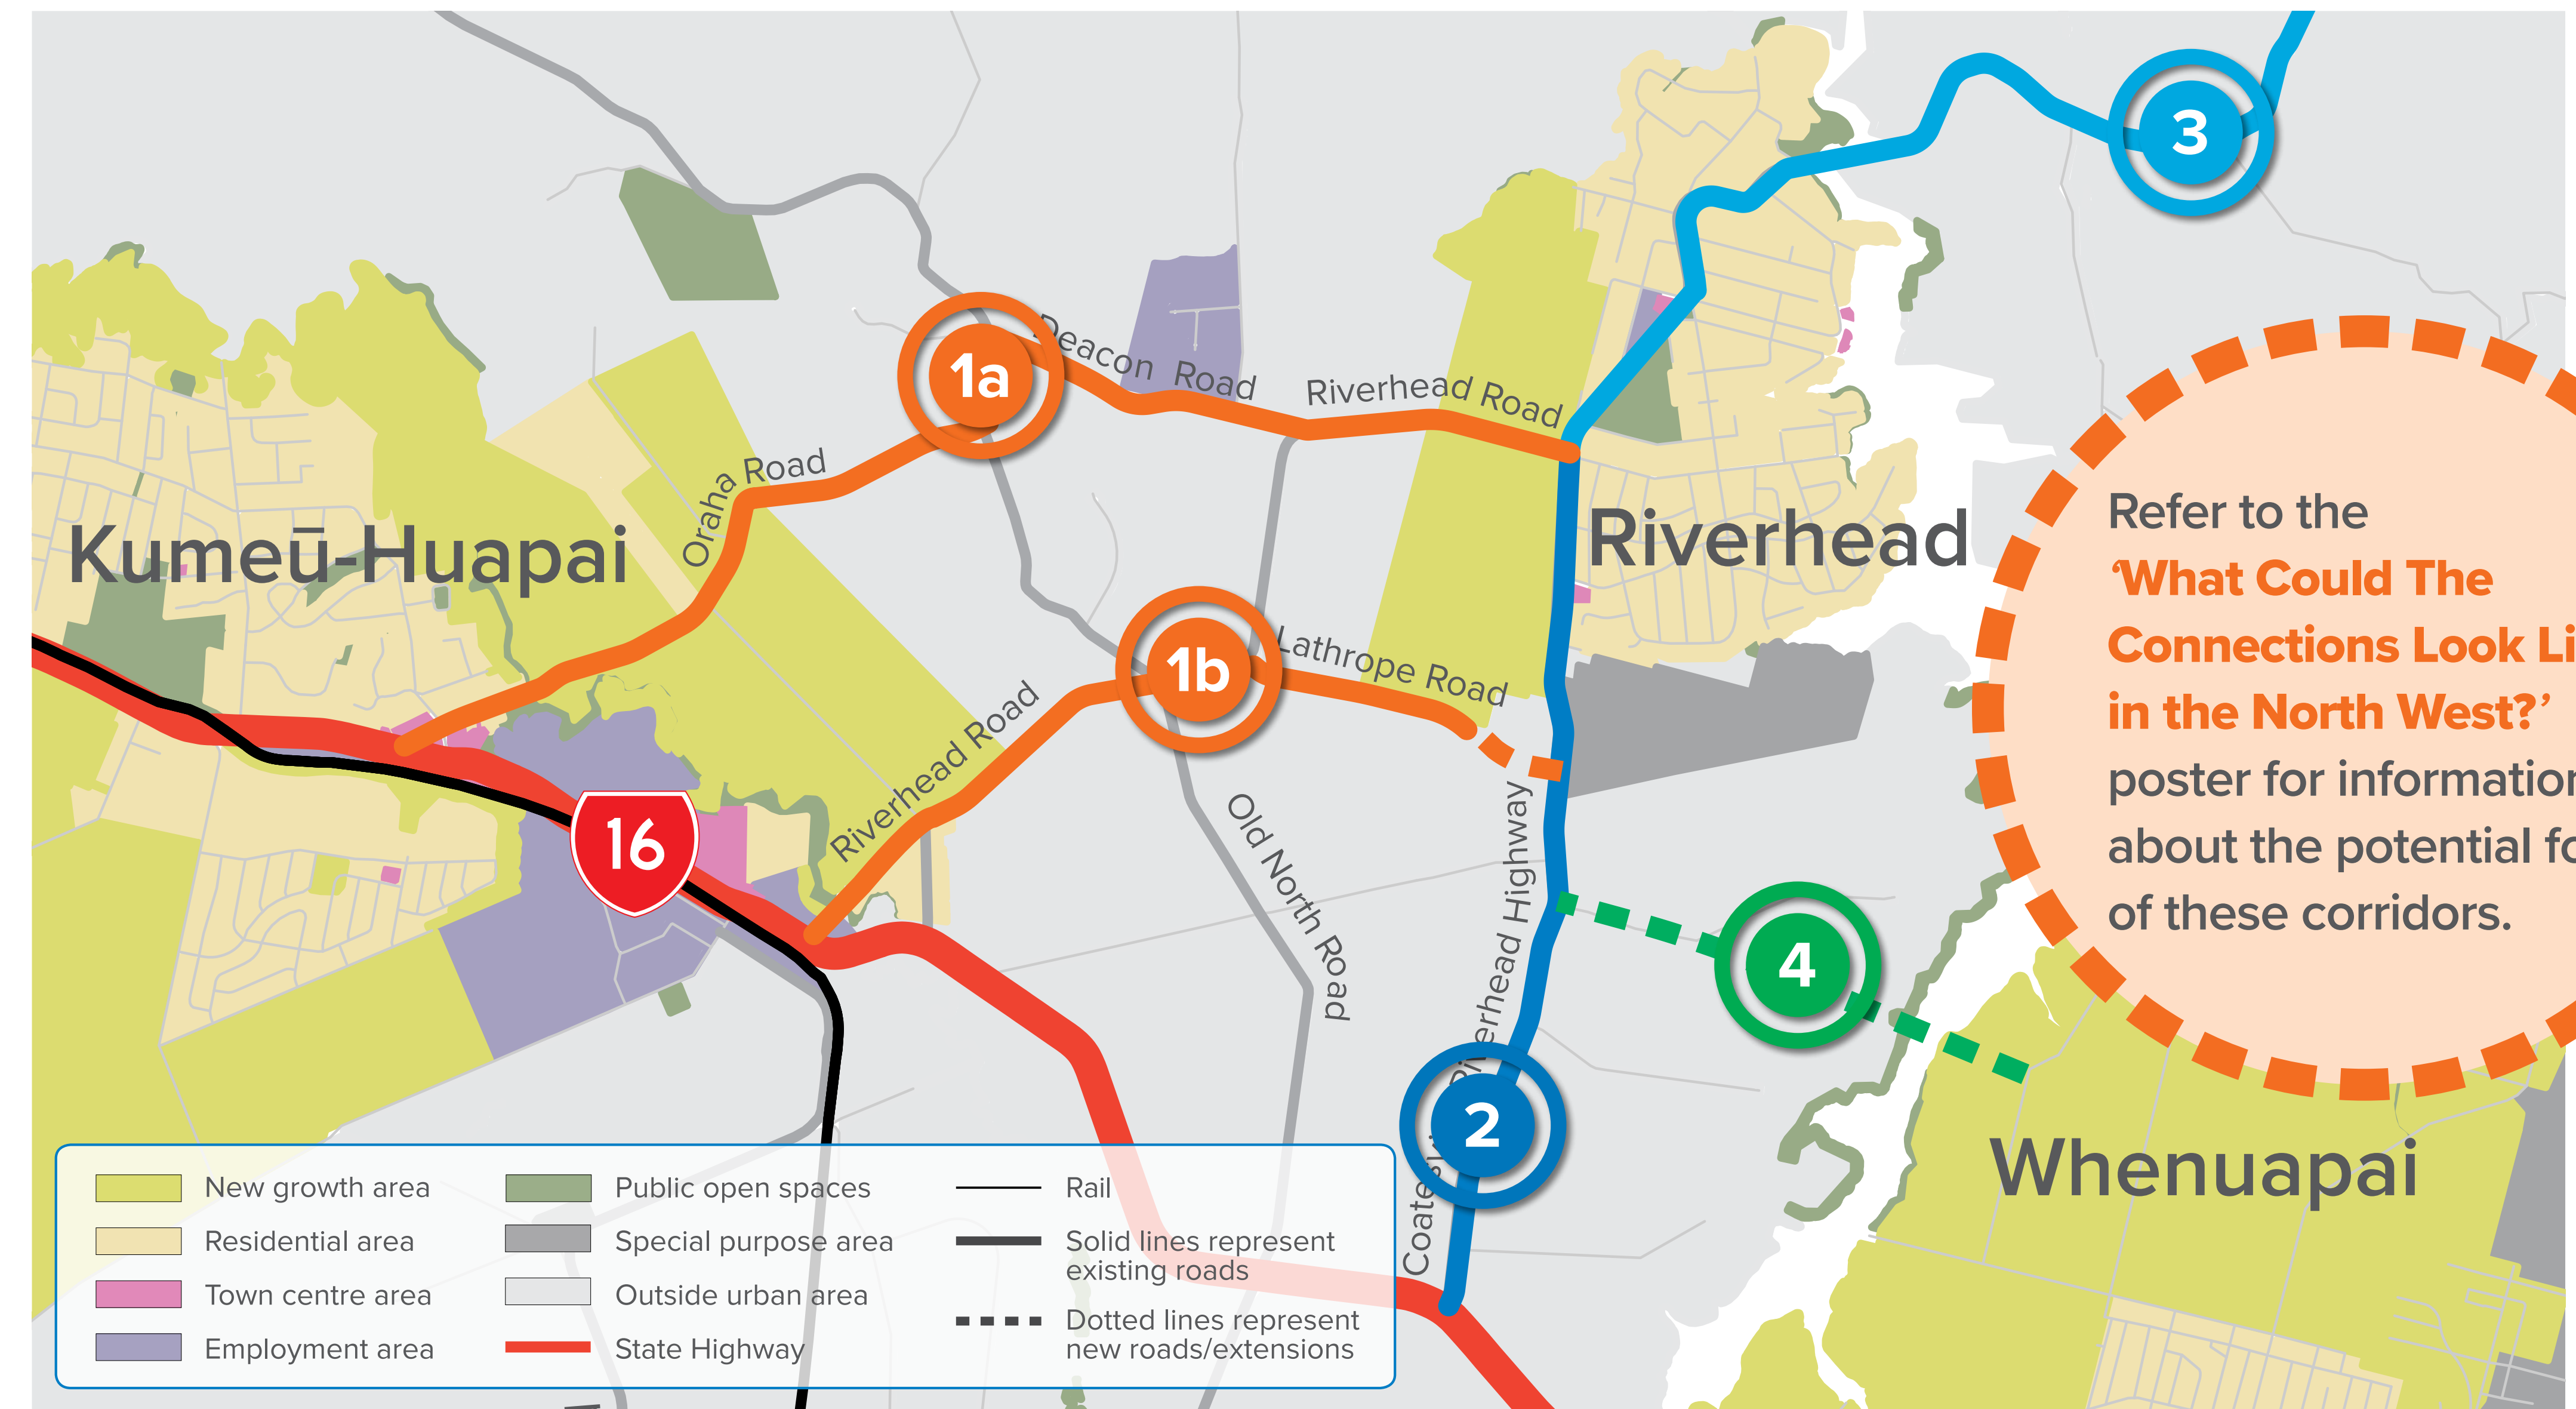 3
1a
Deacon Road
Riverhead Road
Oraha Road
Kumeū-Huapai
Riverhead
1b
Lathrope Road
Riverhead Road
16
Old North Road
Riverhead Highway
4
2
Whenuapai
Refer to the
‘What Could The
Connections Look Li
in the North West?’
poster for information
about the potential fo
of these corridors.
New growth area
Residential area
Town centre area
Employment area
Public open spaces
Special purpose area
Outside urban area
State Highway
Rail
Solid lines represent
existing roads
Dotted lines represent
new roads/extensions